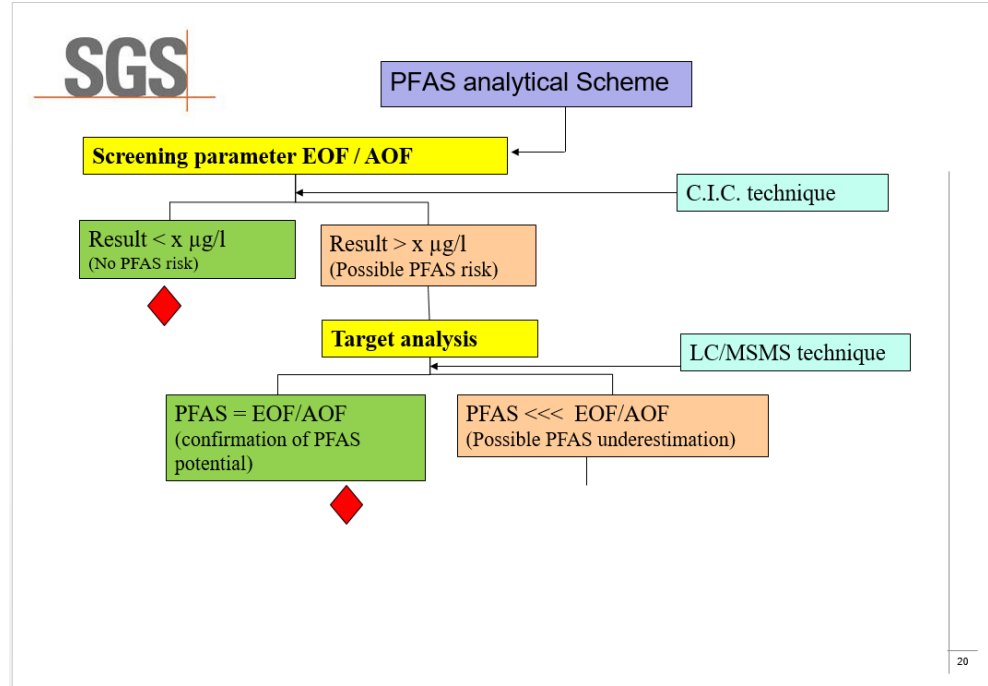 SGS
PFAS analytical Scheme
Screening parameter EOF / AOF
C.I.C. technique
Result < x µg/l
(No PFAS risk)
Result > x µg/l
(Possible PFAS risk)
Target analysis
LC/MSMS technique
PFAS = EOF/AOF
(confirmation of PFAS
potential)
PFAS <<< EOF/AOF
(Possible PFAS underestimation)
20